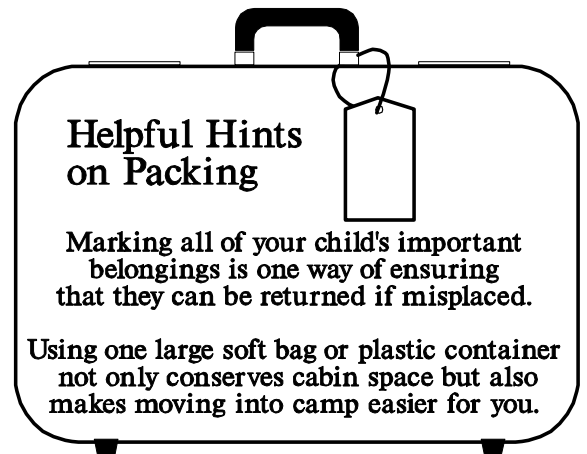 Helpful Hints
on Packing
Marking all of your child's important
belongings is one way of ensuring
that they can be returned if misplaced.
Using one large soft bag or plastic container
not only conserves cabin space but also
makes moving into camp easier for you.